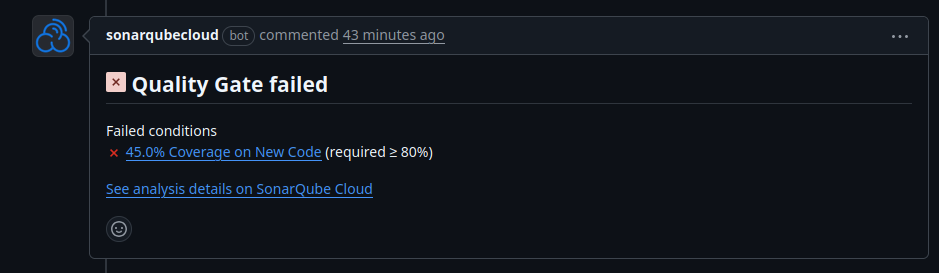 sonarqubecloud bot commented 43 minutes ago ...
Quality Gate failed
Failed conditions
45.0% Coverage on New Code (required ≥ 80%)
See analysis details on SonarQube Cloud